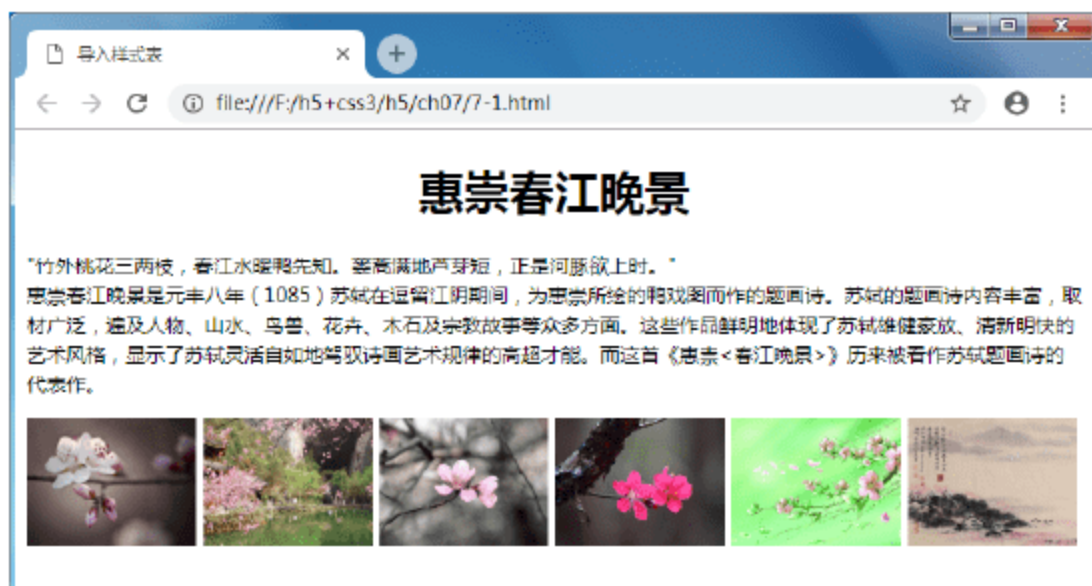 导入样式表
file:///F:/h5+css3/h5/ch07/7-1.html
惠崇春江晚景
"竹外桃花三两枝，春江水暖鸭先知。蒌蒿满地芦芽短，正是河豚欲上时。"
惠崇春江晚景是元丰八年（1085）苏轼在逗留江阴期间，为惠崇所绘的鸭戏图而作的题画诗。苏轼的题画诗内容丰富，取
材广泛，遍及人物、山水、鸟兽、花卉、木石及宗教故事等众多方面。这些作品鲜明地体现了苏轼雄健豪放、清新明快的
艺术风格，显示了苏轼灵活自如地驾驭诗画艺术规律的高超才能。而这首《惠崇<春江晚景>》历来被看作苏轼题画诗的
代表作。